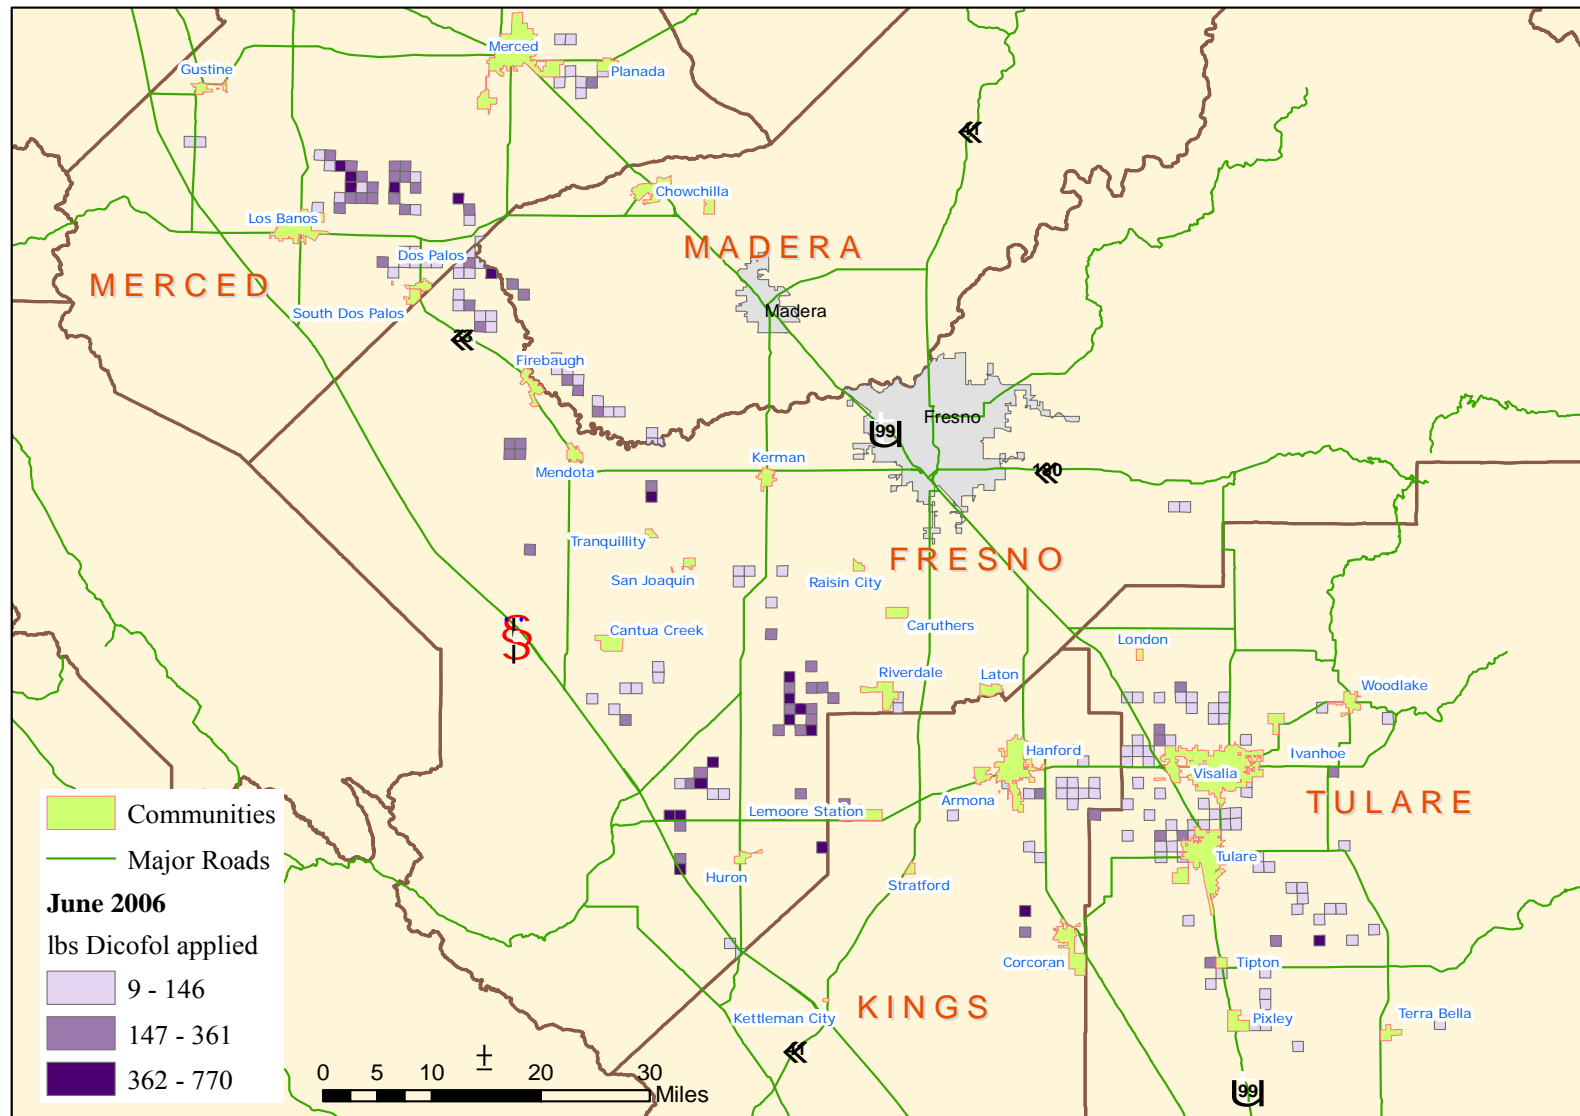 Merced
Gustine
Planada
41
Chowchilla
Los Banos
MADERA
Dos Palos
MERCED
South Dos Palos
Madera
33
Firebaugh
Fresno
99
Kerman
Mendota
180
Tranquillity
FRESNO
San Joaquin
Raisin City
Caruthers
Cantua Creek
London
Riverdale
Laton
Woodlake
Hanford
Ivanhoe
Visalia
Armona
TULARE
Lemoore Station
Tulare
Huron
Stratford
Corcoran
Tipton
KINGS
Kettleman City
Pixley
Terra Bella
41
99
Communities
Major Roads
June 2006
lbs Dicofol applied
9 - 146
147 - 361
362 - 770
0 5 10 20 30
Miles